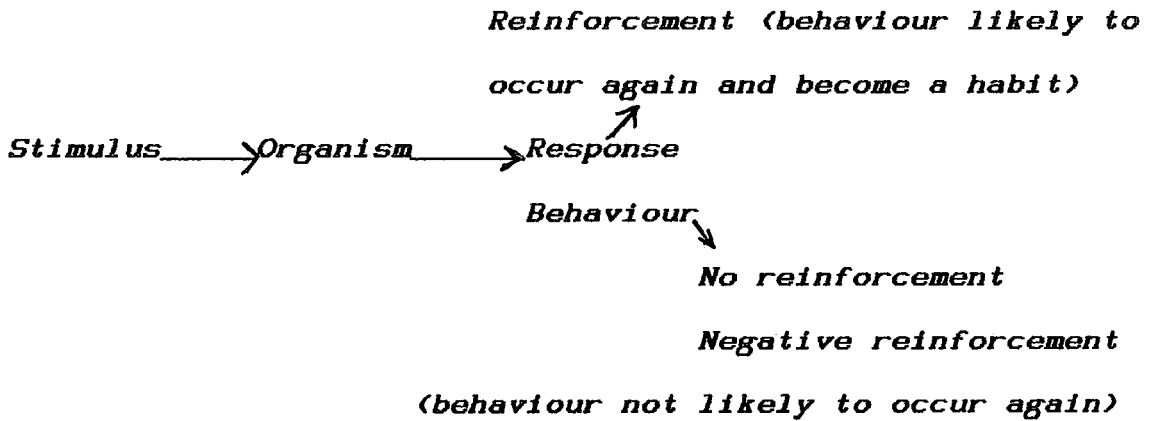 Reinforcement (behaviour likely to
occur again and become a habit)
Stimulus Organism Response
Behaviour
No reinforcement
Negative reinforcement
(behaviour not likely to occur again)